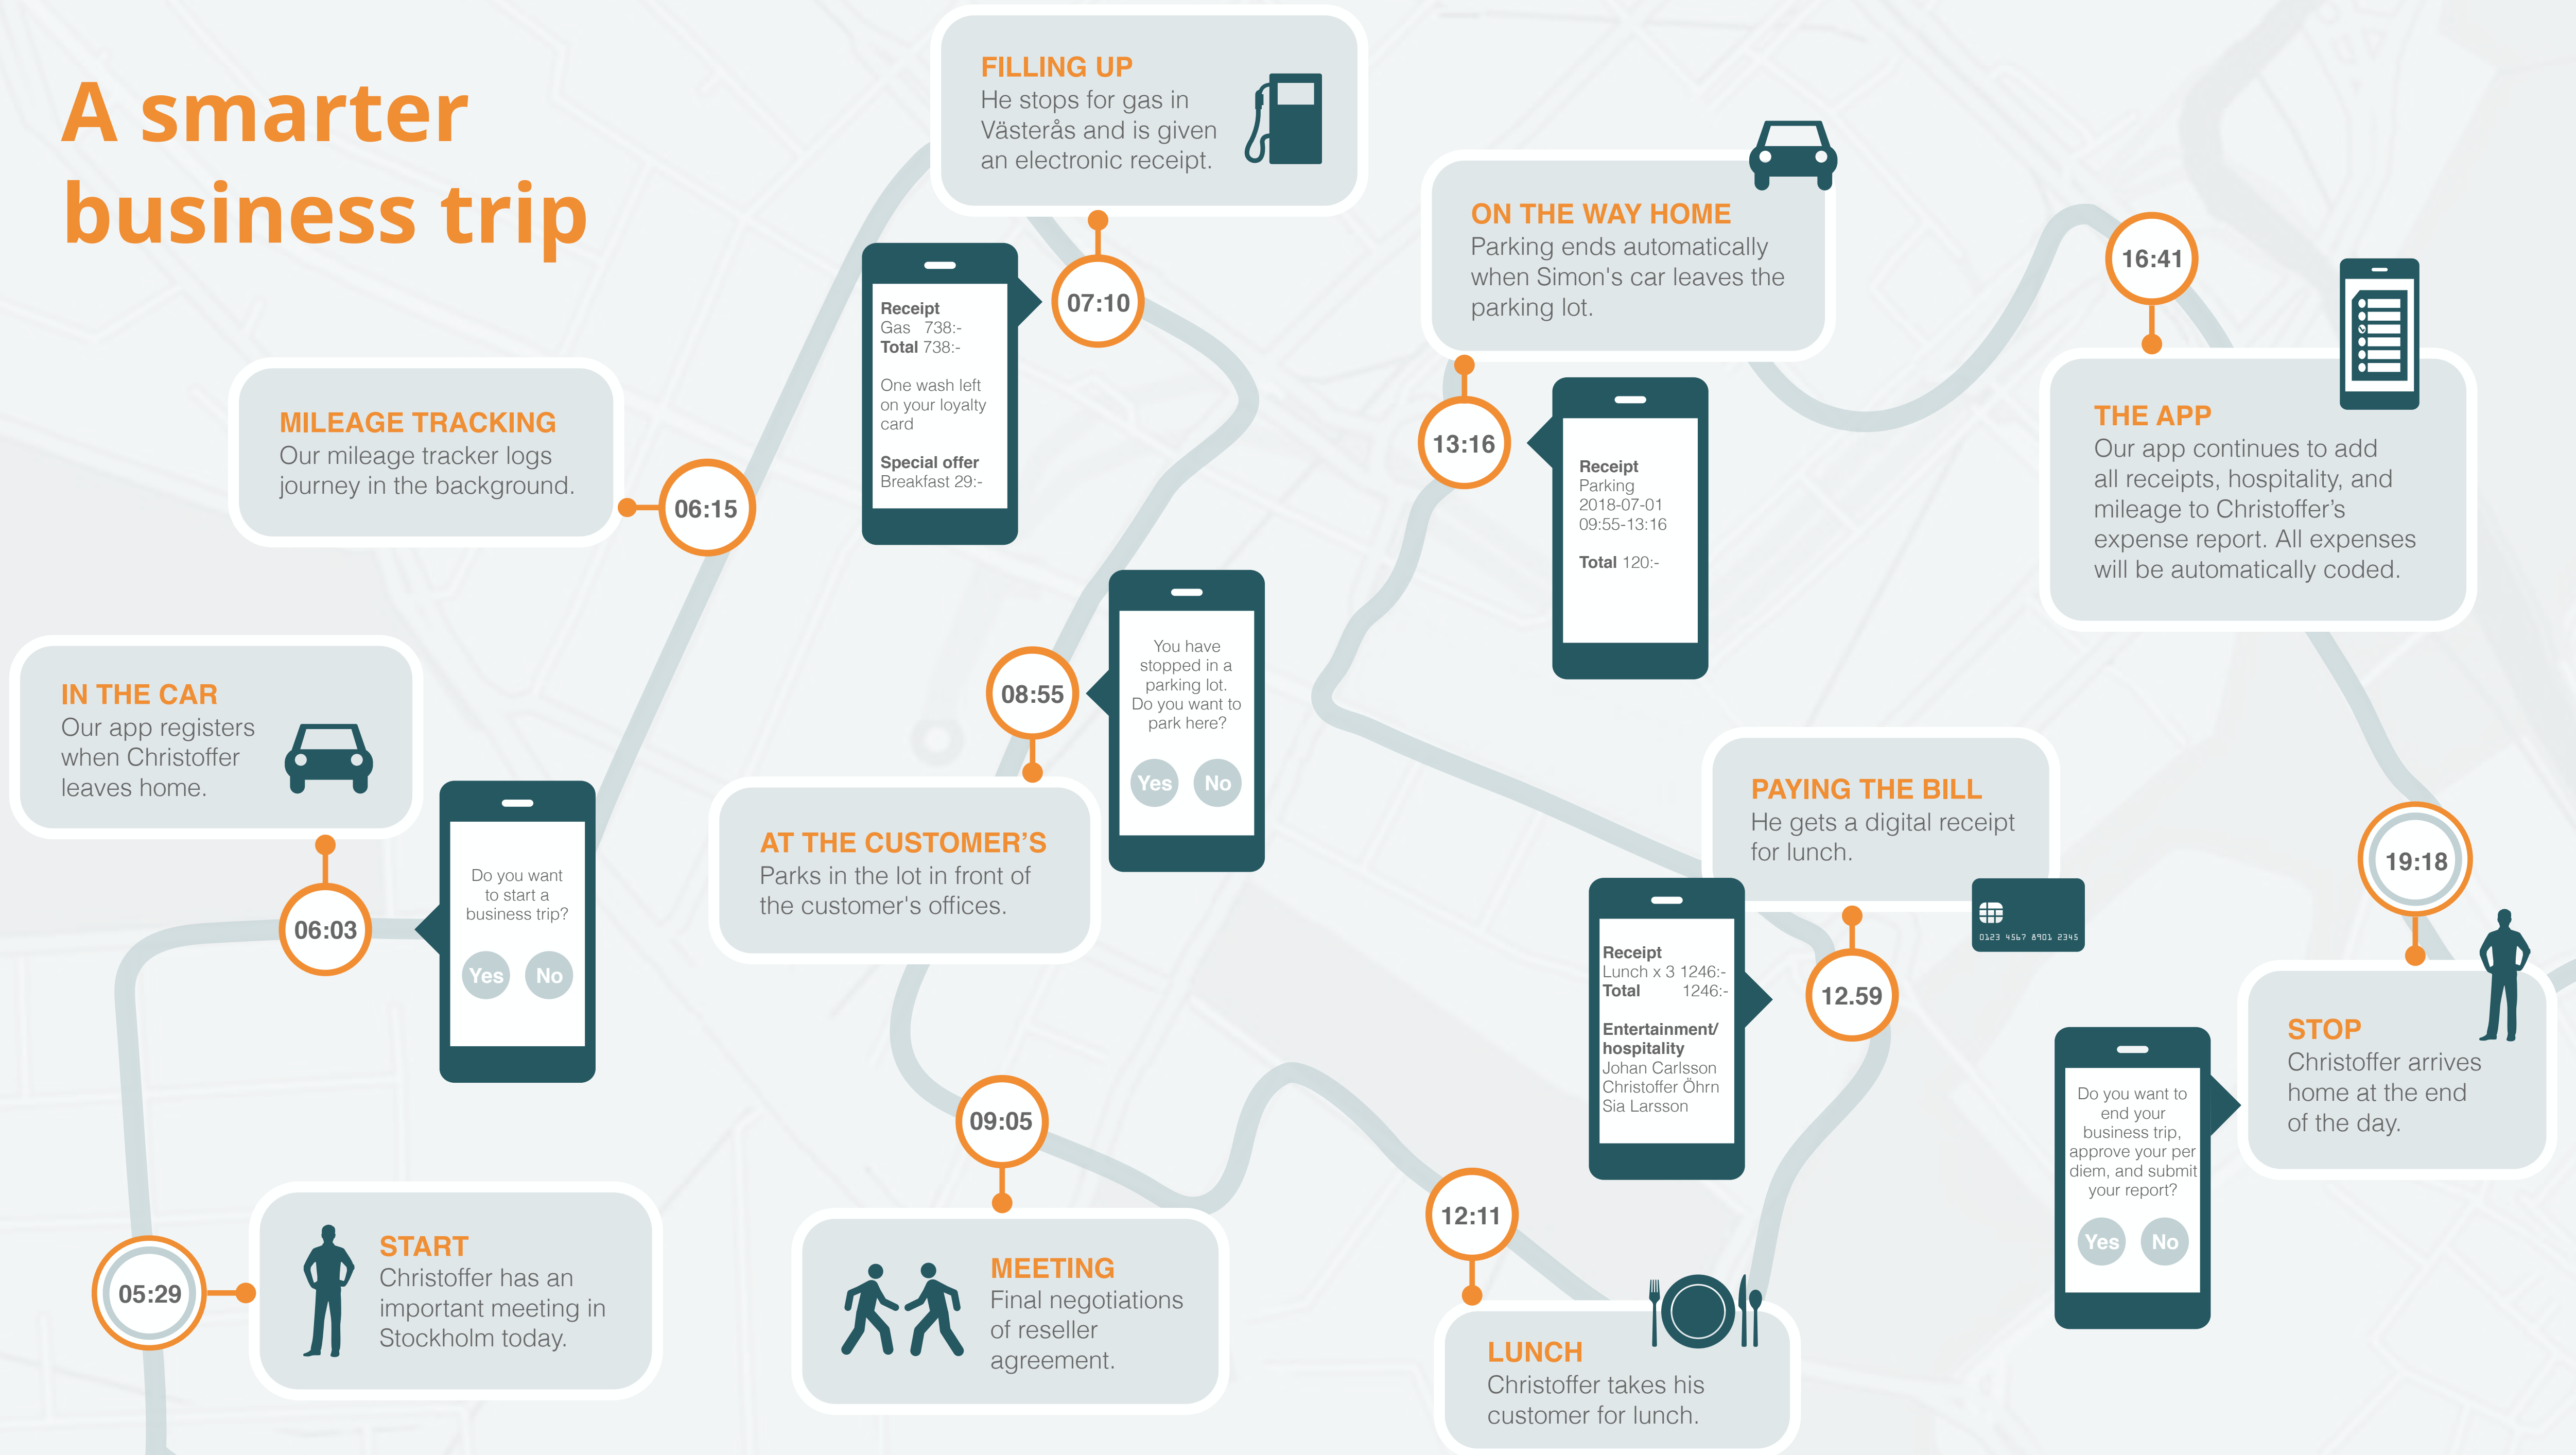 A smarter
business trip
05:29
START
Christoffer has an
important meeting in
Stockholm today.
IN THE CAR
Our app registers
when Christoffer
leaves home.
06:03
Do you want
to start a
business trip?
Yes No
MILEAGE TRACKING
Our mileage tracker logs
journey in the background.
06:15
FILLING UP
He stops for gas in
Västerås and is given
an electronic receipt.
07:10
Receipt
Gas 738:-
Total 738:-
One wash left
on your loyalty
card
Special offer
Breakfast 29:-
08:55
You have
stopped in a
parking lot.
Do you want to
park here?
Yes No
AT THE CUSTOMER’S
Parks in the lot in front of
the customer's offices.
09:05
MEETING
Final negotiations
of reseller
agreement.
12:11
LUNCH
Christoffer takes his
customer for lunch.
PAYING THE BILL
He gets a digital receipt
for lunch.
0123 4567 8901 2345
12.59
Receipt
Lunch x 3 1246:-
Total 1246:-
Entertainment/
hospitality
Johan Carlsson
Christoffer Öhrn
Sia Larsson
ON THE WAY HOME
Parking ends automatically
when Simon's car leaves the
parking lot.
13:16
Receipt
Parking
2018-07-01
09:55-13:16
Total 120:-
16:41
THE APP
Our app continues to add
all receipts, hospitality, and
mileage to Christoffer’s
expense report. All expenses
will be automatically coded.
19:18
STOP
Christoffer arrives
home at the end
of the day.
Do you want to
end your
business trip,
approve your per
diem, and submit
your report?
Yes No